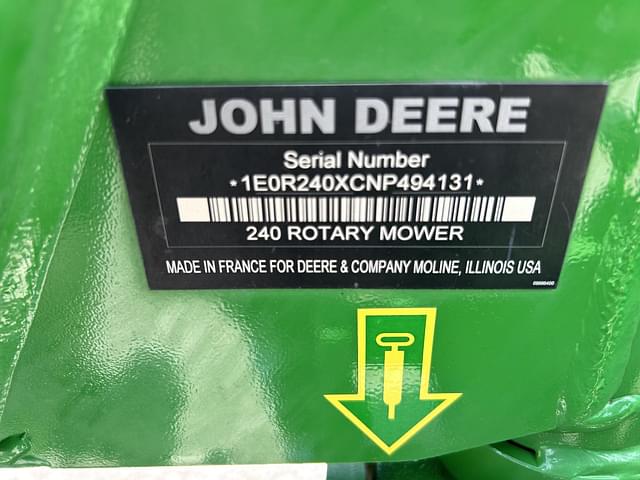 JOHN DEERE
Serial Number
*1E0R240XCNP494131*
240 ROTARY MOWER
MADE IN FRANCE FOR DEERE & COMPANY MOLINE, ILLINOIS USA